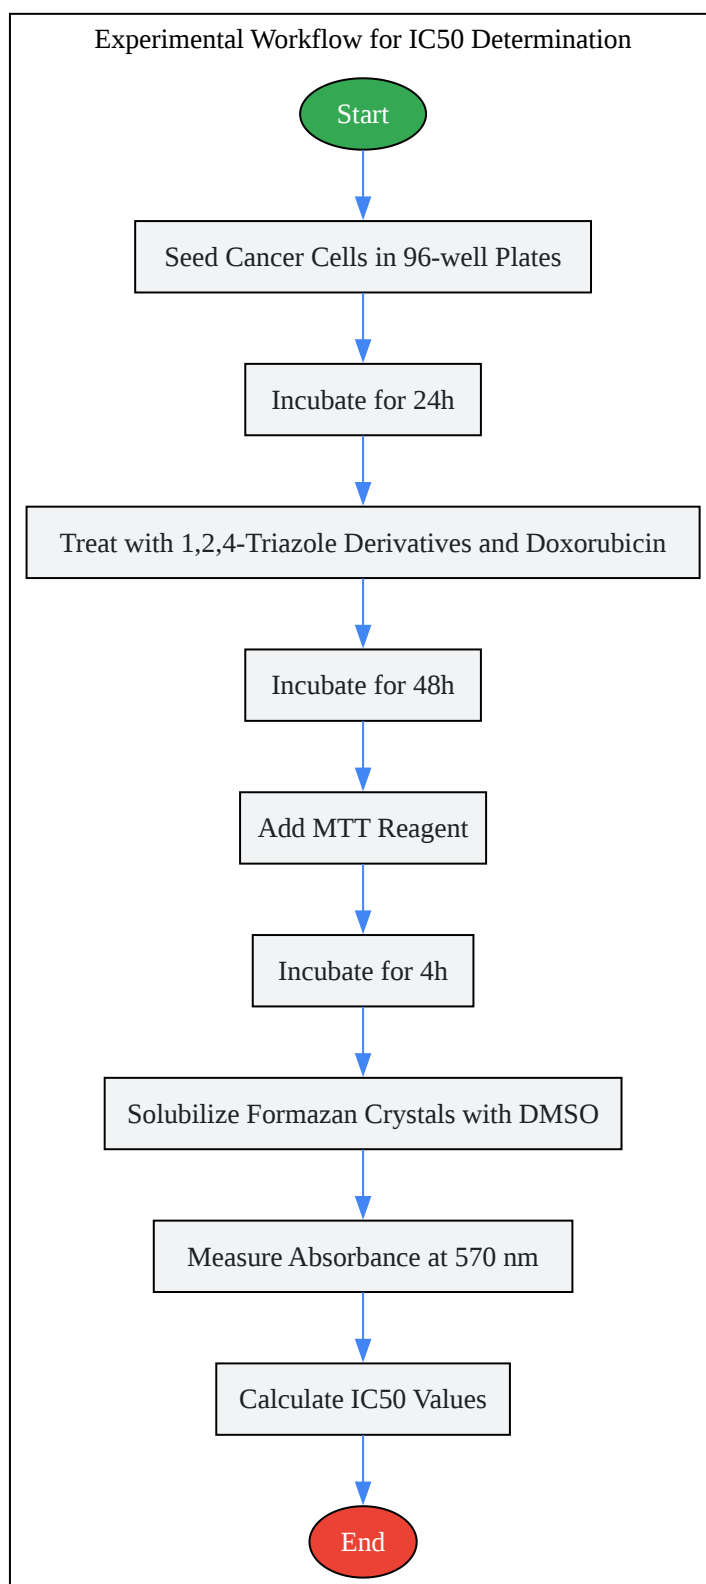 Experimental Workflow for IC50 Determination
Start
Seed Cancer Cells in 96-well Plates
Incubate for 24h
Treat with 1,2,4-Triazole Derivatives and Doxorubicin
Incubate for 48h
Add MTT Reagent
Incubate for 4h
Solubilize Formazan Crystals with DMSO
Measure Absorbance at 570 nm
Calculate IC50 Values
End